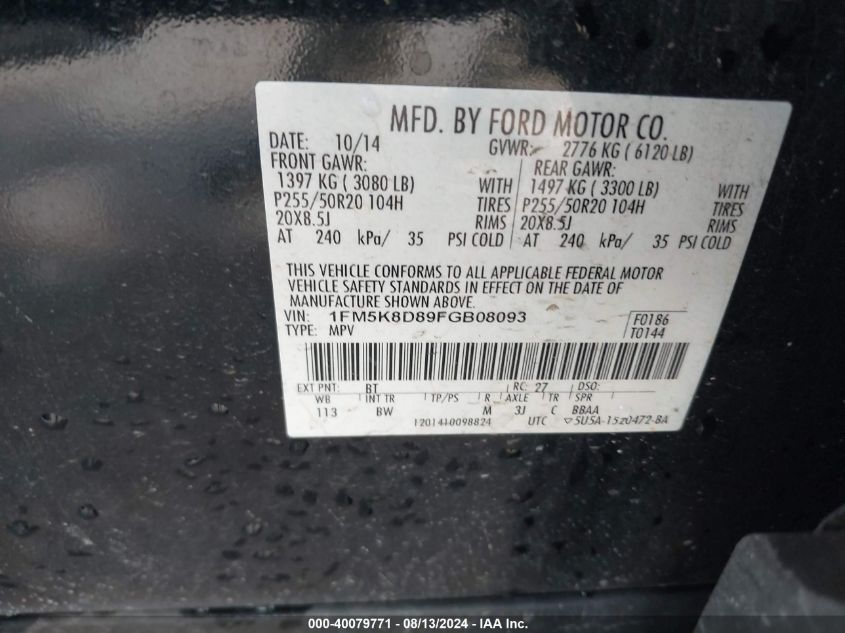 MFD. BY FORD MOTOR CO.
DATE: 10/14 GVWR: 2776 KG ( 6120 LB)
FRONT GAWR: REAR GAWR:
1397 KG ( 3080 LB) WITH 1497 KG ( 3300 LB) WITH
P255/50R20 104H TIRES P255/50R20 104H TIRES
20X8.5J RIMS 20X8.5J RIMS
AT 240 kPa/ 35 PSI COLD AT 240 kPa/ 35 PSI COLD
THIS VEHICLE CONFORMS TO ALL APPLICABLE FEDERAL MOTOR
VEHICLE SAFETY STANDARDS IN EFFECT ON THE DATE OF
MANUFACTURE SHOWN ABOVE.
VIN: 1FM5K8D89FGB08093 F0186
TYPE: MPV T0144
EXT PNT: BT RC: 27 DSO:
WB INT TR TP/PS R AXLE TR SPR
113 BW M 3J C BBAA
1201410098824 UTC ▽5U5A-1520472-BA
000-40079771 - 08/13/2024 - IAA Inc.